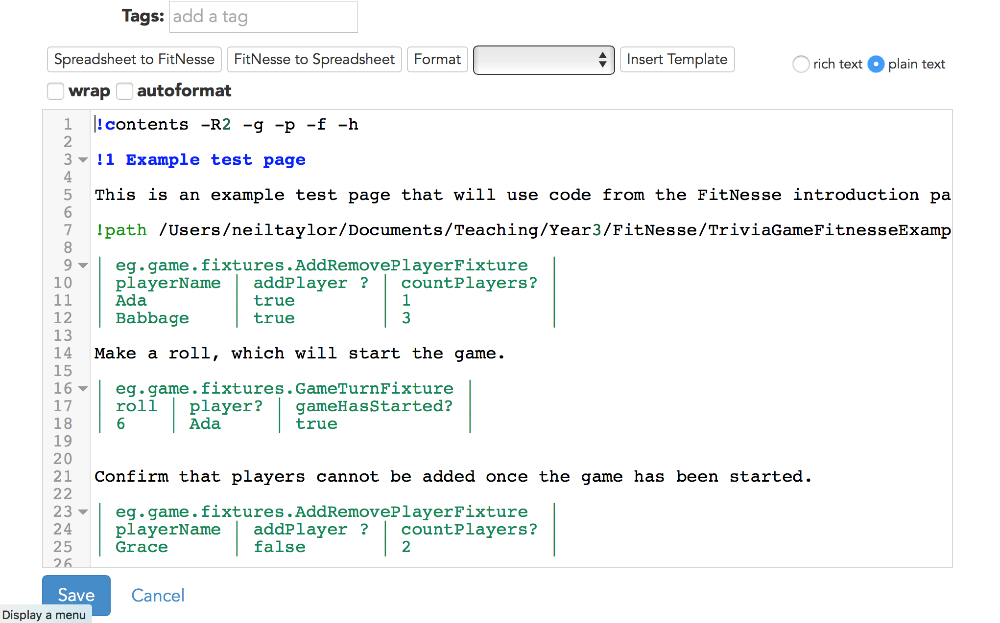 Tags: add a tag
Spreadsheet to FitNesse FitNesse to Spreadsheet Format Insert Template rich text plain text
wrap autoformat
1 !contents -R2 -g -p -f -h
2
3 !1 Example test page
4
5 This is an example test page that will use code from the FitNesse introduction pa
6
7 !path /Users/neiltaylor/Documents/Teaching/Year3/FitNesse/TriviaGameFitnesseExamp
8
9 | eg.game.fixtures.AddRemovePlayerFixture |
10 | playerName | addPlayer ? | countPlayers? |
11 | Ada | true | 1 |
12 | Babbage | true | 3 |
13
14 Make a roll, which will start the game.
15
16 | eg.game.fixtures.GameTurnFixture |
17 | roll | player? | gameHasStarted? |
18 | 6 | Ada | true |
19
20
21 Confirm that players cannot be added once the game has been started.
22
23 | eg.game.fixtures.AddRemovePlayerFixture |
24 | playerName | addPlayer ? | countPlayers? |
25 | Grace | false | 2 |
26
Save Cancel
Display a menu